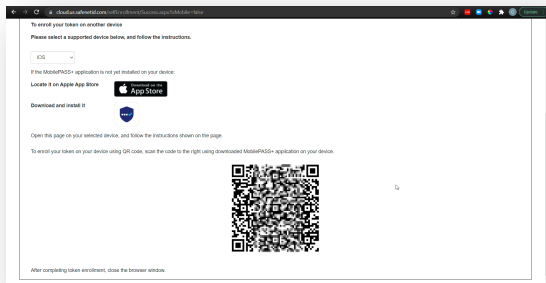 cloud.us.safenetid.com/selfEnrollment/Success.aspx?isMobile=false
Update
To enroll your token on another device
Please select a supported device below, and follow the instructions.
iOS
If the MobilePASS+ application is not yet installed on your device:
Locate it on Apple App Store
Download on the
App Store
Download and install it
Open this page on your selected device, and follow the instructions shown on the page.
To enroll your token on your device using QR code, scan the code to the right using downloaded MobilePASS+ application on your device.
After completing token enrollment, close the browser window.